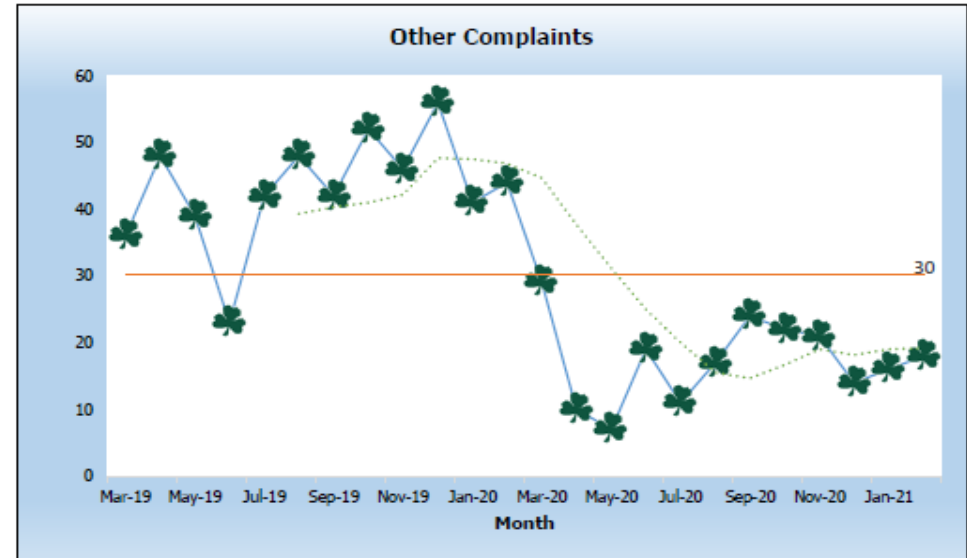 Other Complaints
60
50
40
30
30
20
10
0
Mar-19 May-19 Jul-19 Sep-19 Nov-19 Jan-20 Mar-20 May-20 Jul-20 Sep-20 Nov-20 Jan-21
Month